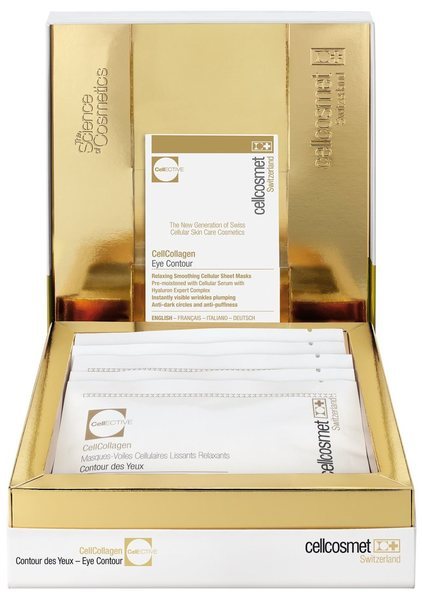 The
Science
of Cosmetics
cellcosmet
Switzerland
CellECTIVE
cellcosmet
Switzerland
The New Generation of Swiss
Cellular Skin Care Cosmetics
CellCollagen
Eye Contour
Relaxing Smoothing Cellular Sheet Masks
Pre-moistened with Cellular Serum with
Hyaluron Expert Complex
Instantly visible wrinkles plumping
Anti-dark circles and anti-puffiness
ENGLISH – FRANÇAIS – ITALIANO – DEUTSCH
CellECTIVE
CellCollagen
Masques-Voiles Cellulaires Lissants Relaxants
Contour des Yeux
cellcosmet
Switzerland
CellCollagen
Contour des Yeux – Eye Contour
CellECTIVE
cellcosmet
Switzerland